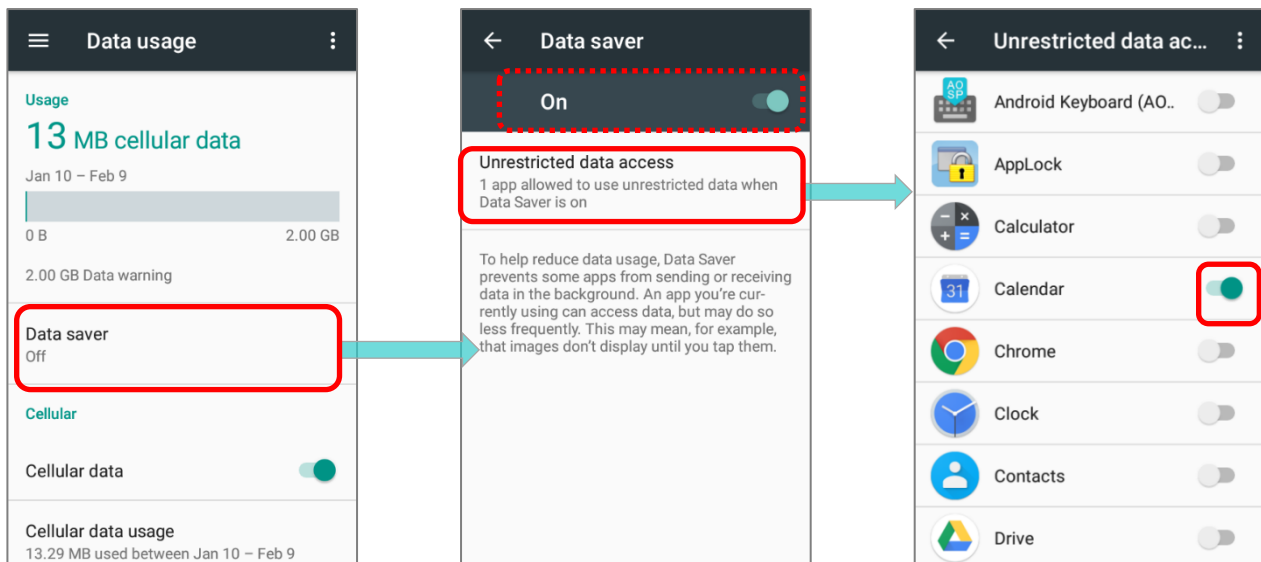 Data usage
Usage
13 MB cellular data
Jan 10 – Feb 9
0 B 2.00 GB
2.00 GB Data warning
Data saver
Off
Cellular
Cellular data
Cellular data usage
13.29 MB used between Jan 10 – Feb 9
Data saver
On
Unrestricted data access
1 app allowed to use unrestricted data when
Data Saver is on
To help reduce data usage, Data Saver
prevents some apps from sending or receiving
data in the background. An app you’re cur-
rently using can access data, but may do so
less frequently. This may mean, for example,
that images don’t display until you tap them.
Unrestricted data ac...
AO
SP
Android Keyboard (AO..
AppLock
Calculator
31
Calendar
Chrome
Clock
Contacts
Drive